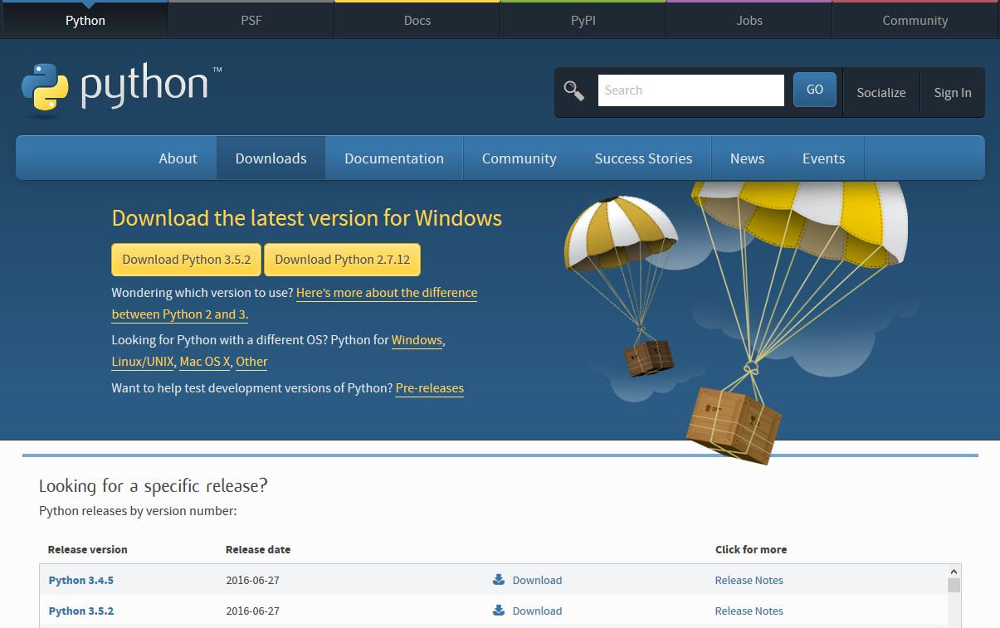 Python PSF Docs PyPI Jobs Community
python™
Search GO Socialize Sign In
About Downloads Documentation Community Success Stories News Events
Download the latest version for Windows
Download Python 3.5.2 Download Python 2.7.12
Wondering which version to use? Here's more about the difference
between Python 2 and 3.
Looking for Python with a different OS? Python for Windows,
Linux/UNIX, Mac OS X, Other
Want to help test development versions of Python? Pre-releases
Looking for a specific release?
Python releases by version number:
Release version Release date Click for more
Python 3.4.5 2016-06-27 Download Release Notes
Python 3.5.2 2016-06-27 Download Release Notes